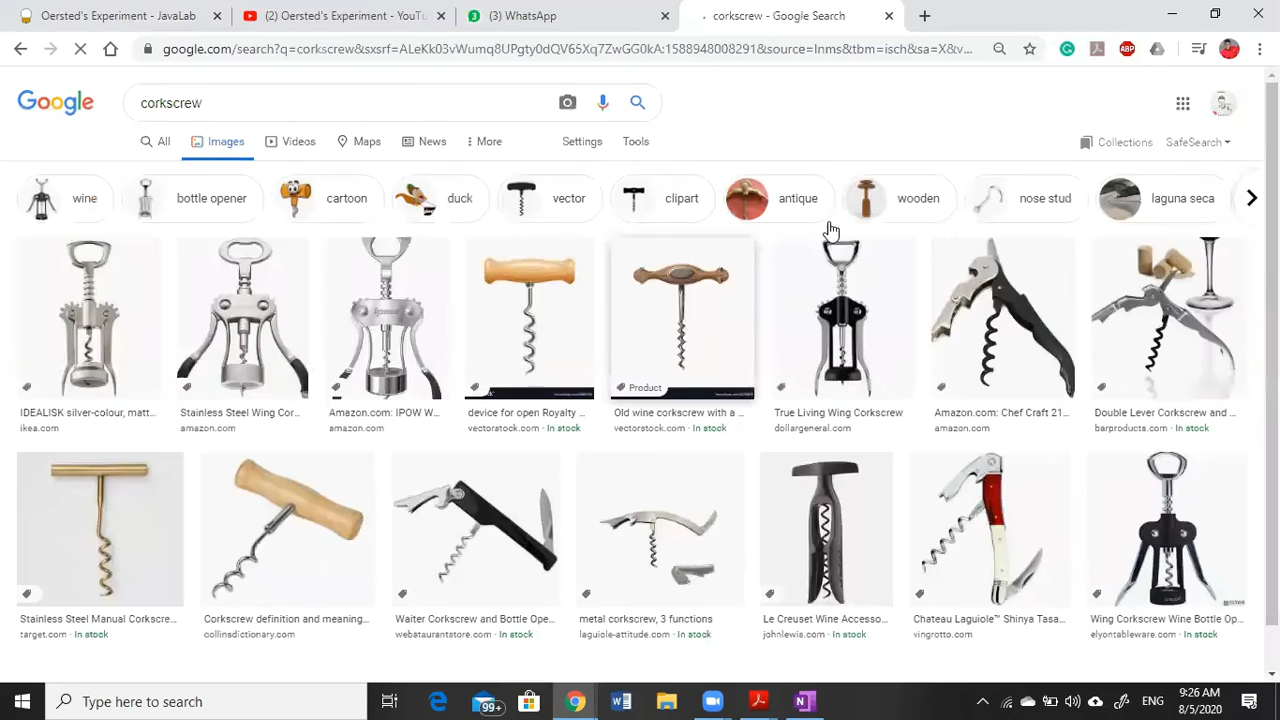 Oersted's Experiment - JavaLab
(2) Oersted's Experiment - YouTu
(3) WhatsApp
corkscrew - Google Search
google.com/search?q=corkscrew&sxsrf=ALeKk03vWumq8UPgfy0dQV65Xq7ZwGG0kA:1588948008291&source=lnms&tbm=isch&sa=X&v...
ABP
Google
corkscrew
All Images Videos Maps News More Settings Tools
Collections SafeSearch
wine bottle opener cartoon duck vector clipart antique wooden nose stud laguna seca
Product
IDEALISK silver-colour, matt... Stainless Steel Wing Cor... Amazon.com: IPOW W... device for open Royalty ... Old wine corkscrew with a ... True Living Wing Corkscrew Amazon.com: Chef Craft 21... Double Lever Corkscrew and ...
ikea.com amazon.com amazon.com vectorstock.com · In stock vectorstock.com · In stock dollargeneral.com amazon.com barproducts.com · In stock
Stainless Steel Manual Corkscre... Corkscrew definition and meaning... Waiter Corkscrew and Bottle Ope... metal corkscrew, 3 functions Le Creuset Wine Accesso... Chateau Laguiole™ Shinya Tasa... Wing Corkscrew Wine Bottle Op...
target.com · In stock collinsdictionary.com webstaurantstore.com · In stock laguiole-attitude.com · In stock johnlewis.com · In stock vingrotto.com elyontableware.com · In stock
Type here to search
99+
ENG
9:26 AM
8/5/2020